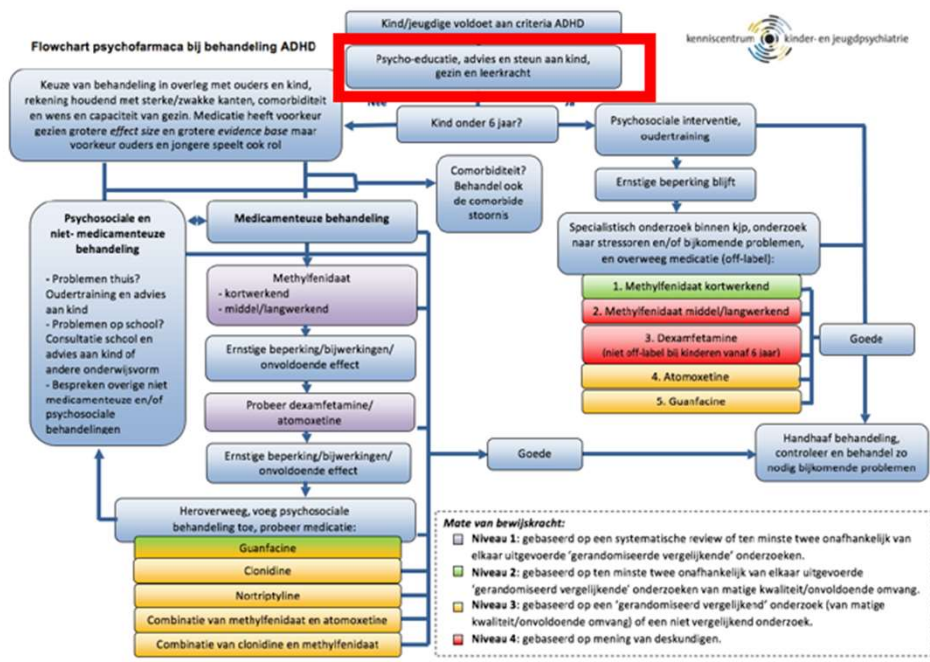 Flowchart psychofarmaca bij behandeling ADHD
Kind/jeugdige voldoet aan criteria ADHD
kenniscentrum kinder- en jeugdpsychiatrie
Psycho-educatie, advies en steun aan kind,
gezin en leerkracht
Keuze van behandeling in overleg met ouders en kind,
rekening houdend met sterke/zwakke kanten, comorbiditeit
en wens en capaciteit van gezin. Medicatie heeft voorkeur
gezien grotere effect size en grotere evidence base maar
voorkeur ouders en jongere speelt ook rol
Nee
Kind onder 6 jaar?
Psychosociale interventie,
oudertraining
Ernstige beperking blijft
Comorbiditeit?
Behandel ook
de comorbide
stoornis
Specialistisch onderzoek binnen kjp, onderzoek
naar stressoren en/of bijkomende problemen,
en overweeg medicatie (off-label):
1. Methylfenidaat kortwerkend
2. Methylfenidaat middel/langwerkend
3. Dexamfetamine
(niet off-label bij kinderen vanaf 6 jaar)
4. Atomoxetine
5. Guanfacine
Goede
Handhaaf behandeling,
controleer en behandel zo
nodig bijkomende problemen
Psychosociale en
niet- medicamenteuze
behandeling
- Problemen thuis?
Oudertraining en advies
aan kind
- Problemen op school?
Consultatie school en
advies aan kind of
andere onderwijsvorm
- Bespreken overige niet
medicamenteuze en/of
psychosociale
behandelingen
Medicamenteuze behandeling
Methylfenidaat
- kortwerkend
- middel/langwerkend
Ernstige beperking/bijwerkingen/
onvoldoende effect
Probeer dexamfetamine/
atomoxetine
Ernstige beperking/bijwerkingen/
onvoldoende effect
Goede
Heroverweeg, voeg psychosociale
behandeling toe, probeer medicatie:
Guanfacine
Clonidine
Nortriptyline
Combinatie van methylfenidaat en atomoxetine
Combinatie van clonidine en methylfenidaat
Mate van bewijskracht:
Niveau 1: gebaseerd op een systematische review of ten minste twee onafhankelijk van
elkaar uitgevoerde 'gerandomiseerde vergelijkende' onderzoeken.
Niveau 2: gebaseerd op ten minste twee onafhankelijk van elkaar uitgevoerde
'gerandomiseerd vergelijkende' onderzoeken van matige kwaliteit/onvoldoende omvang.
Niveau 3: gebaseerd op een 'gerandomiseerd vergelijkend' onderzoek (van matige
kwaliteit/onvoldoende omvang) of een niet vergelijkend onderzoek.
Niveau 4: gebaseerd op mening van deskundigen.